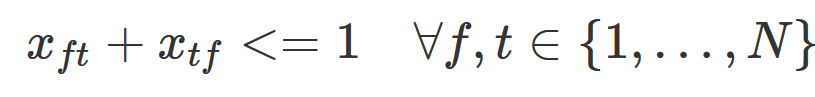 x_{ft} + x_{tf} <= 1 ∀f, t ∈ {1, …, N}